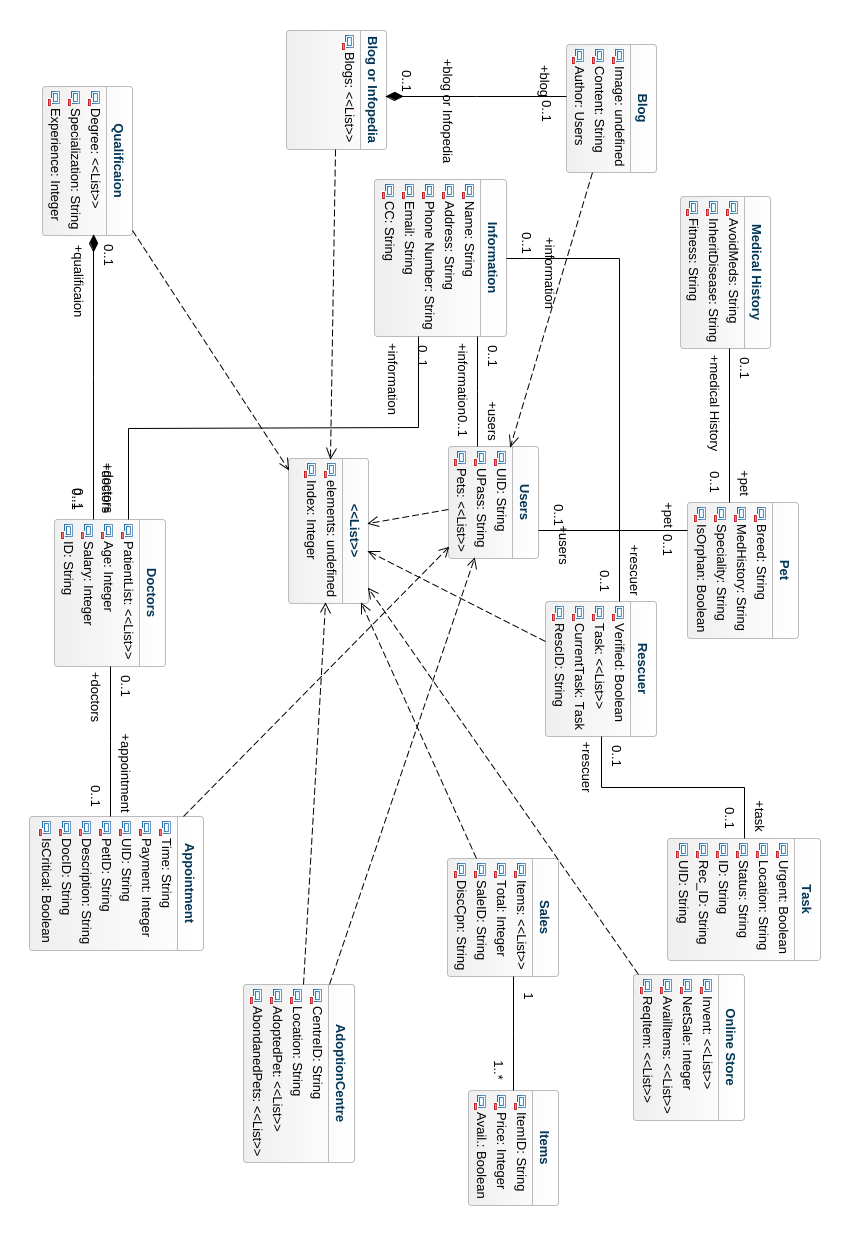 Medical History
AvoidMeds: String
InheritDisease: String
Fitness: String
0..1
+medical History
+pet
0..1
Pet
Breed: String
MedHistory: String
Speciality: String
IsOrphan: Boolean
+pet
0..1
0..1
+users
Task
Urgent: Boolean
Location: String
Status: String
ID: String
Rec_ID: String
UID: String
+task
0..1
0..1
+rescuer
Online Store
Invent: <<List>>
NetSale: Integer
AvailItems: <<List>>
ReqItem: <<List>>
Blog
Image: undefined
Content: String
Author: Users
+blog
0..1
+blog or Infopedia
0..1
Blog or Infopedia
Blogs: <<List>>
Rescuer
Verified: Boolean
Task: <<List>>
CurrentTask: Task
RescID: String
+rescuer
0..1
+information
0..1
Information
Name: String
Address: String
Phone Number: String
Email: String
CC: String
0..1
+information
+users
0..1
0..1
+information
Users
UID: String
UPass: String
Pets: <<List>>
Sales
Items: <<List>>
Total: Integer
SaleID: String
DiscCpn: String
1
1..*
Items
ItemID: String
Price: Integer
Avail.: Boolean
<<List>>
elements: undefined
Index: Integer
AdoptionCentre
CentreID: String
Location: String
AdoptedPet: <<List>>
AbondanedPets: <<List>>
Qualificaion
Degree: <<List>>
Specialization: String
Experience: Integer
0..1
+qualificaion
+doctors
+doctors
0..1
0..1
Doctors
PatientList: <<List>>
Age: Integer
Salary: Integer
ID: String
0..1
+doctors
+appointment
0..1
Appointment
Time: String
Payment: Integer
UID: String
PetID: String
Description: String
DocID: String
IsCritical: Boolean